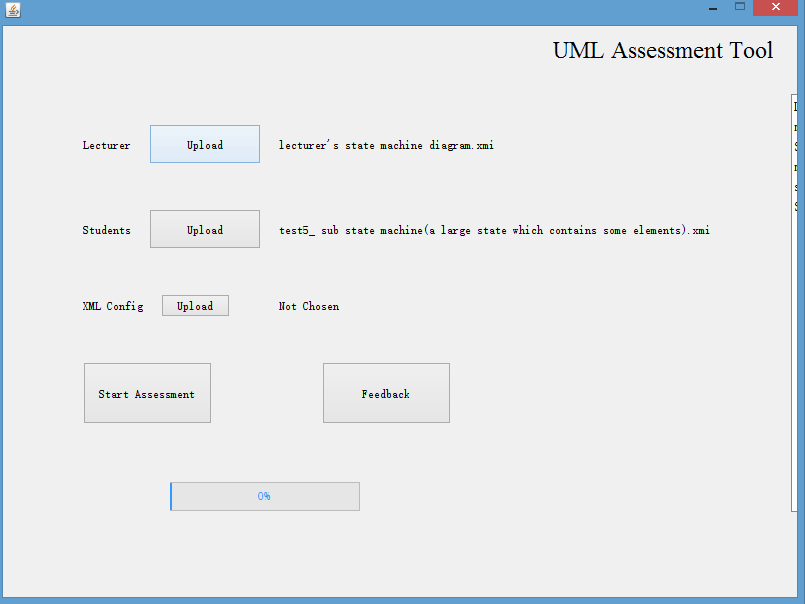 UML Assessment Tool
Lecturer Upload lecturer's state machine diagram.xmi
Students Upload test5_ sub state machine(a large state which contains some elements).xmi
XML Config Upload Not Chosen
Start Assessment Feedback
0%